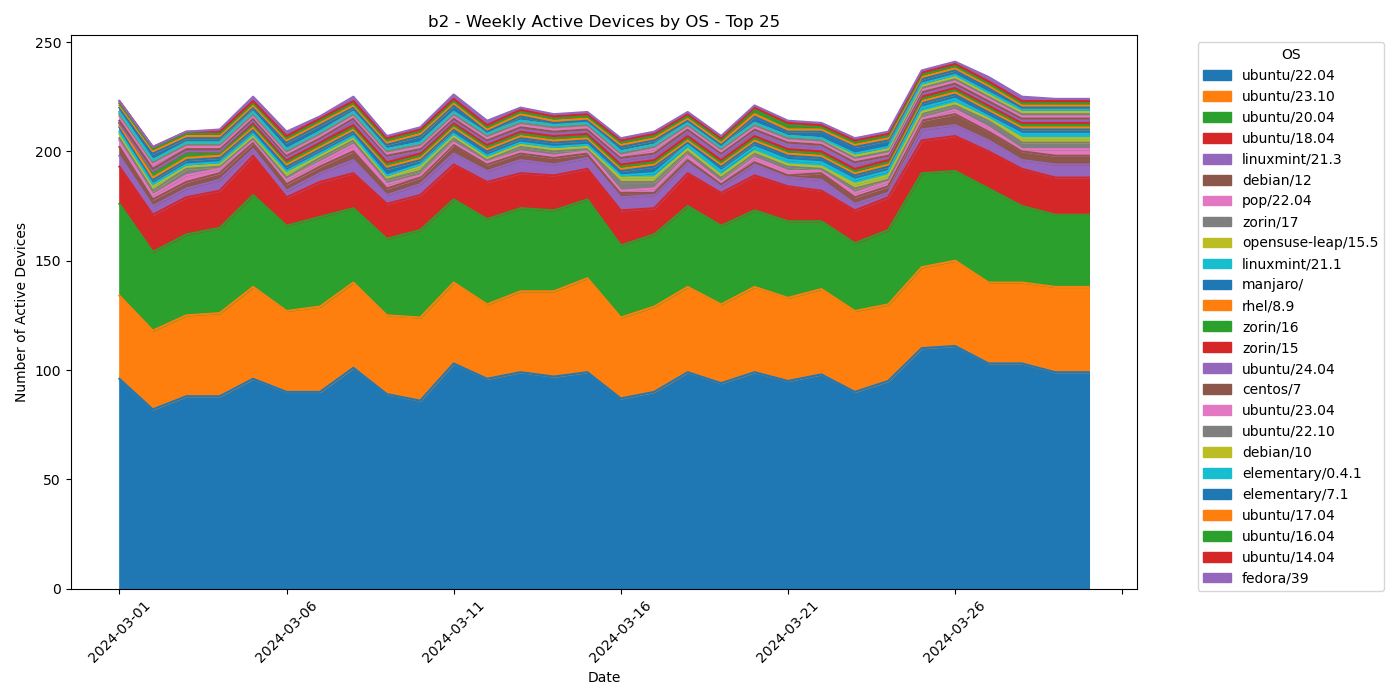 b2 - Weekly Active Devices by OS - Top 25
250
200
150
100
50
0
Number of Active Devices
2024-03-01
2024-03-06
2024-03-11
2024-03-16
2024-03-21
2024-03-26
Date
OS
ubuntu/22.04
ubuntu/23.10
ubuntu/20.04
ubuntu/18.04
linuxmint/21.3
debian/12
pop/22.04
zorin/17
opensuse-leap/15.5
linuxmint/21.1
manjaro/
rhel/8.9
zorin/16
zorin/15
ubuntu/24.04
centos/7
ubuntu/23.04
ubuntu/22.10
debian/10
elementary/0.4.1
elementary/7.1
ubuntu/17.04
ubuntu/16.04
ubuntu/14.04
fedora/39